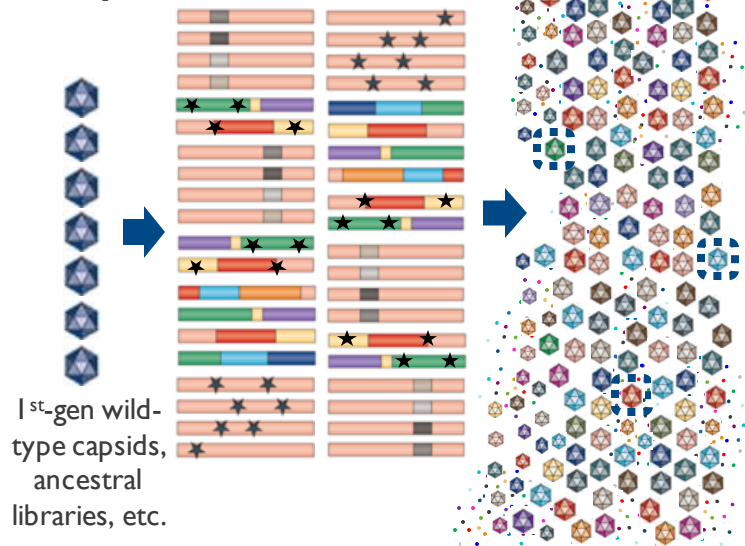 1st-gen wild-
type capsids,
ancestral
libraries, etc.